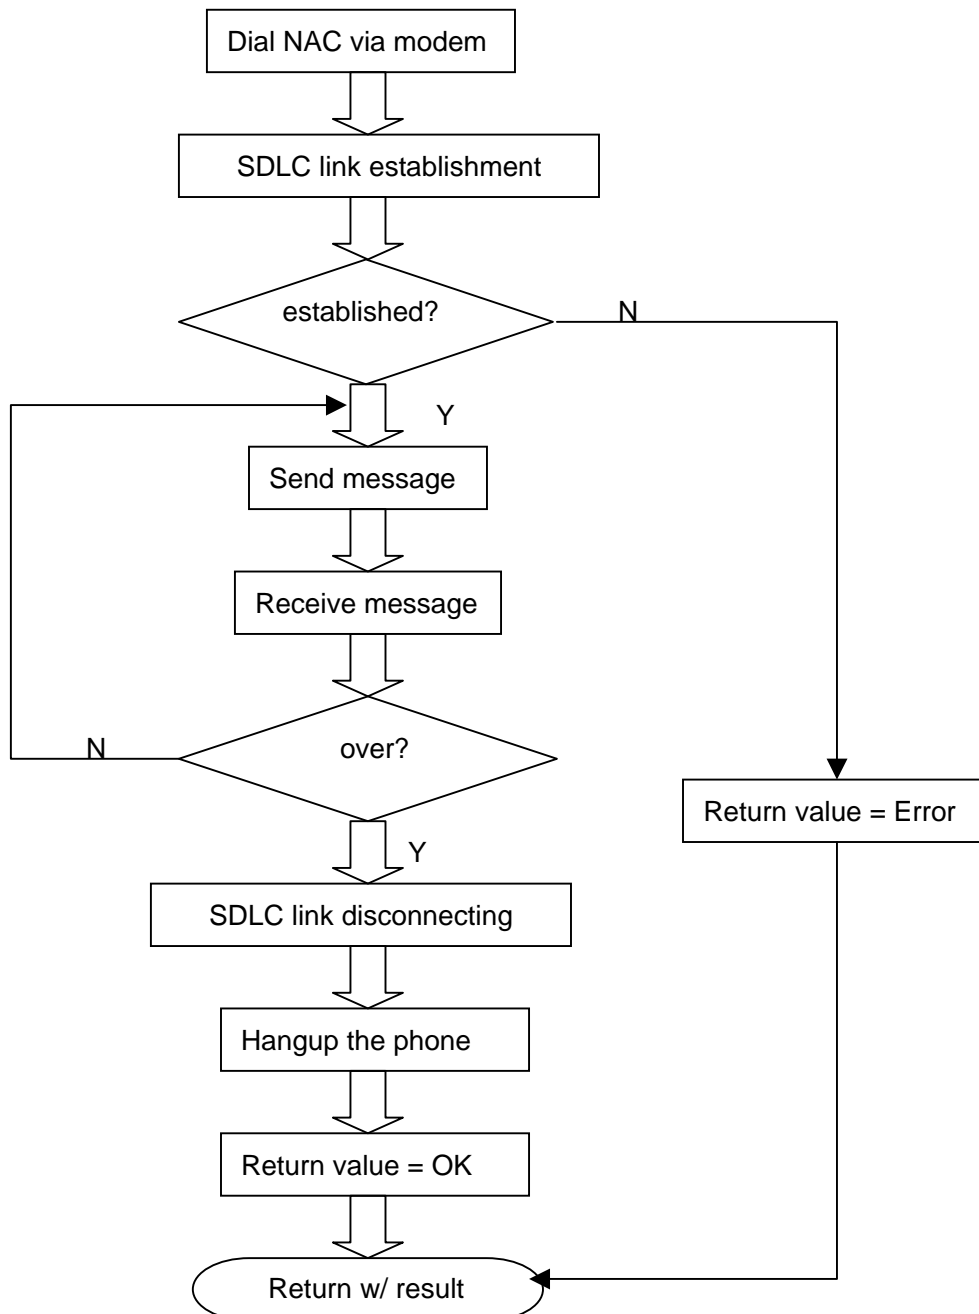 Dial NAC via modem
SDLC link establishment
established?
N
Y
Send message
Receive message
N
over?
Return value = Error
Y
SDLC link disconnecting
Hangup the phone
Return value = OK
Return w/ result